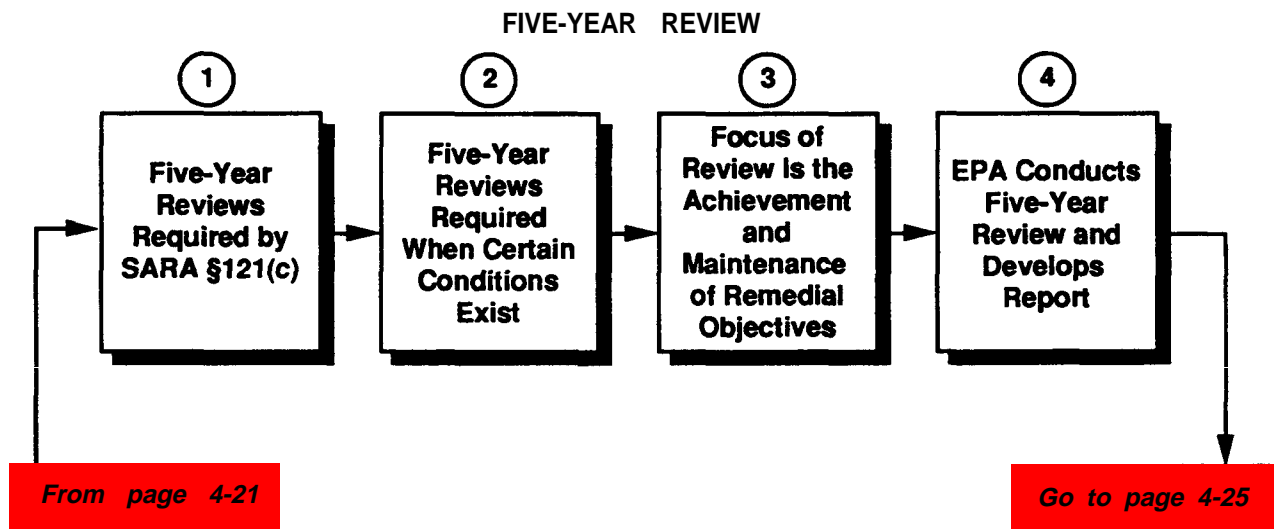 FIVE-YEAR REVIEW
1
Five-Year
Reviews
Required by
SARA §121(c)
2
Five-Year
Reviews
Required
When Certain
Conditions
Exist
3
Focus of
Review Is the
Achievement
and
Maintenance
of Remedial
Objectives
4
EPA Conducts
Five-Year
Review and
Develops
Report
From page 4-21
Go to page 4-25